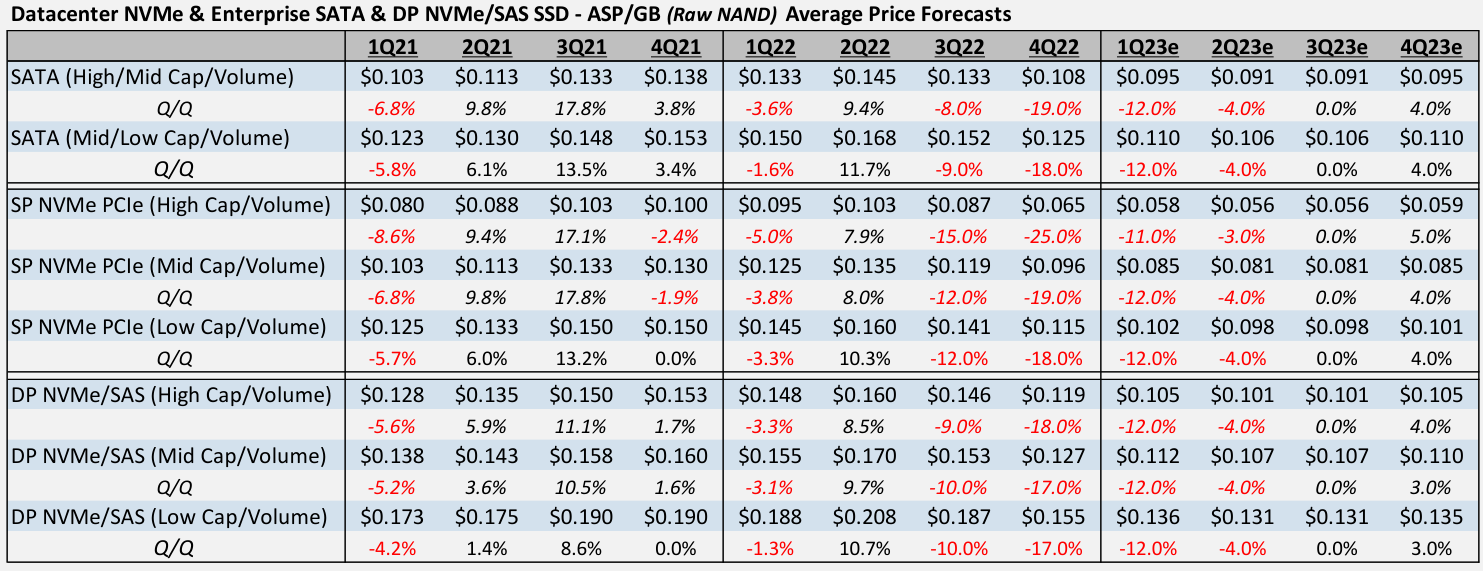 Datacenter NVMe & Enterprise SATA & DP NVMe/SAS SSD - ASP/GB (Raw NAND) Average Price Forecasts
1Q21 2Q21 3Q21 4Q21 1Q22 2Q22 3Q22 4Q22 1Q23e 2Q23e 3Q23e 4Q23e
SATA (High/Mid Cap/Volume) $0.103 $0.113 $0.133 $0.138 $0.133 $0.145 $0.133 $0.108 $0.095 $0.091 $0.091 $0.095
Q/Q -6.8% 9.8% 17.8% 3.8% -3.6% 9.4% -8.0% -19.0% -12.0% -4.0% 0.0% 4.0%
SATA (Mid/Low Cap/Volume) $0.123 $0.130 $0.148 $0.153 $0.150 $0.168 $0.152 $0.125 $0.110 $0.106 $0.106 $0.110
Q/Q -5.8% 6.1% 13.5% 3.4% -1.6% 11.7% -9.0% -18.0% -12.0% -4.0% 0.0% 4.0%
SP NVMe PCIe (High Cap/Volume) $0.080 $0.088 $0.103 $0.100 $0.095 $0.103 $0.087 $0.065 $0.058 $0.056 $0.056 $0.059
-8.6% 9.4% 17.1% -2.4% -5.0% 7.9% -15.0% -25.0% -11.0% -3.0% 0.0% 5.0%
SP NVMe PCIe (Mid Cap/Volume) $0.103 $0.113 $0.133 $0.130 $0.125 $0.135 $0.119 $0.096 $0.085 $0.081 $0.081 $0.085
Q/Q -6.8% 9.8% 17.8% -1.9% -3.8% 8.0% -12.0% -19.0% -12.0% -4.0% 0.0% 4.0%
SP NVMe PCIe (Low Cap/Volume) $0.125 $0.133 $0.150 $0.150 $0.145 $0.160 $0.141 $0.115 $0.102 $0.098 $0.098 $0.101
Q/Q -5.7% 6.0% 13.2% 0.0% -3.3% 10.3% -12.0% -18.0% -12.0% -4.0% 0.0% 4.0%
DP NVMe/SAS (High Cap/Volume) $0.128 $0.135 $0.150 $0.153 $0.148 $0.160 $0.146 $0.119 $0.105 $0.101 $0.101 $0.105
-5.6% 5.9% 11.1% 1.7% -3.3% 8.5% -9.0% -18.0% -12.0% -4.0% 0.0% 4.0%
DP NVMe/SAS (Mid Cap/Volume) $0.138 $0.143 $0.158 $0.160 $0.155 $0.170 $0.153 $0.127 $0.112 $0.107 $0.107 $0.110
Q/Q -5.2% 3.6% 10.5% 1.6% -3.1% 9.7% -10.0% -17.0% -12.0% -4.0% 0.0% 3.0%
DP NVMe/SAS (Low Cap/Volume) $0.173 $0.175 $0.190 $0.190 $0.188 $0.208 $0.187 $0.155 $0.136 $0.131 $0.131 $0.135
Q/Q -4.2% 1.4% 8.6% 0.0% -1.3% 10.7% -10.0% -17.0% -12.0% -4.0% 0.0% 3.0%